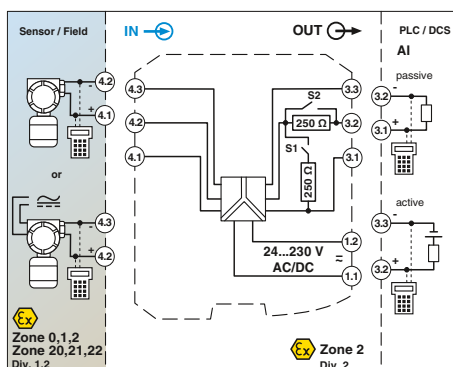 Sensor / Field
IN
OUT
PLC / DCS
AI
4.2
-
+
4.1
or
4.3
-
+
4.2
Ex
Zone 0,1,2
Zone 20,21,22
Div. 1,2
4.3
4.2
4.1
S2
250 Ω
S1
250 Ω
3.3
3.2
3.1
24...230 V
AC/DC
=
1.2
1.1
Ex
Zone 2
Div. 2
passive
3.2
-
3.1
+
active
3.3
-
3.2
+